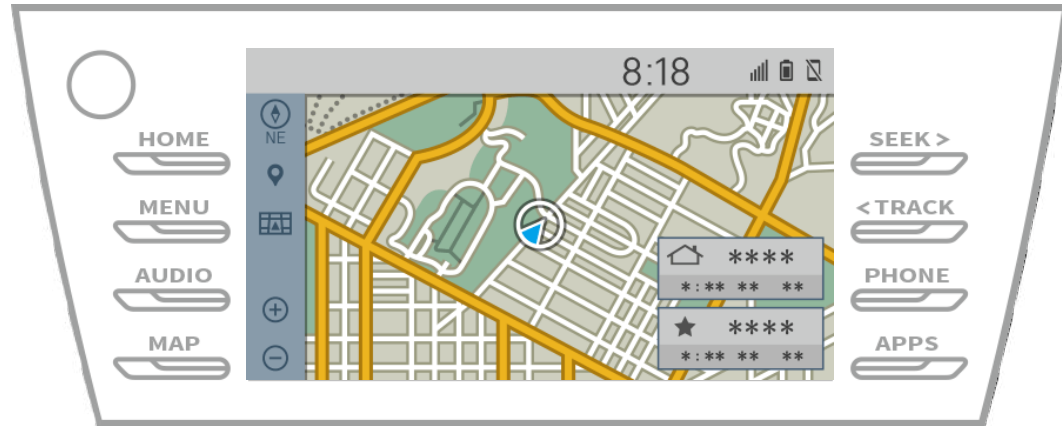 8:18
NE
HOME
MENU
AUDIO
MAP
SEEK >
< TRACK
PHONE
APPS
****
*:** ** **
****
*:** ** **